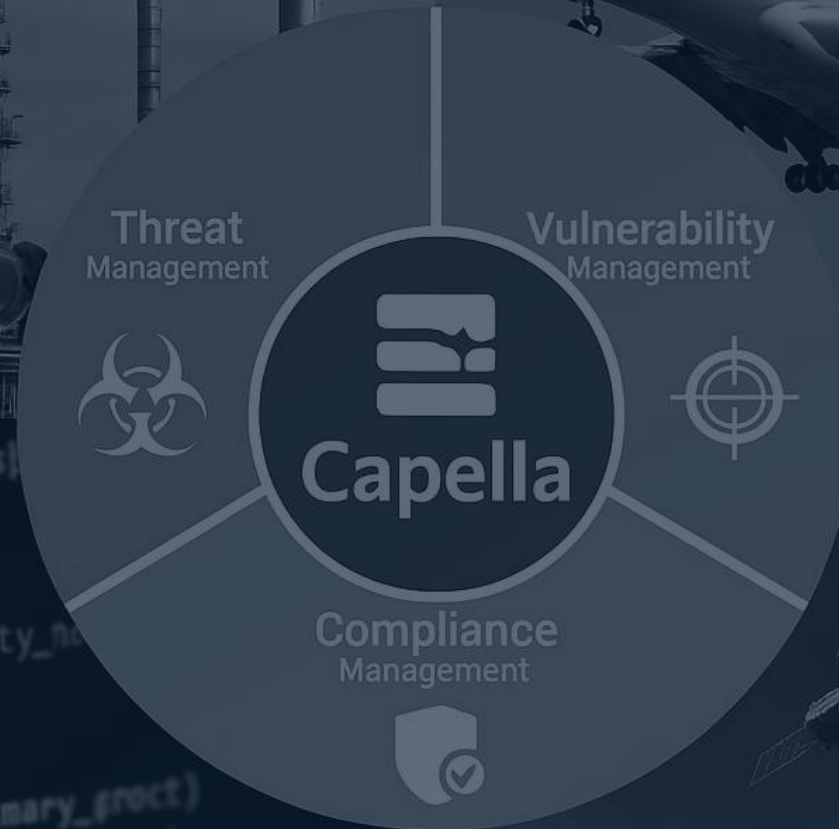 Threat
Management
Vulnerability
Management
Capella
Compliance
Management